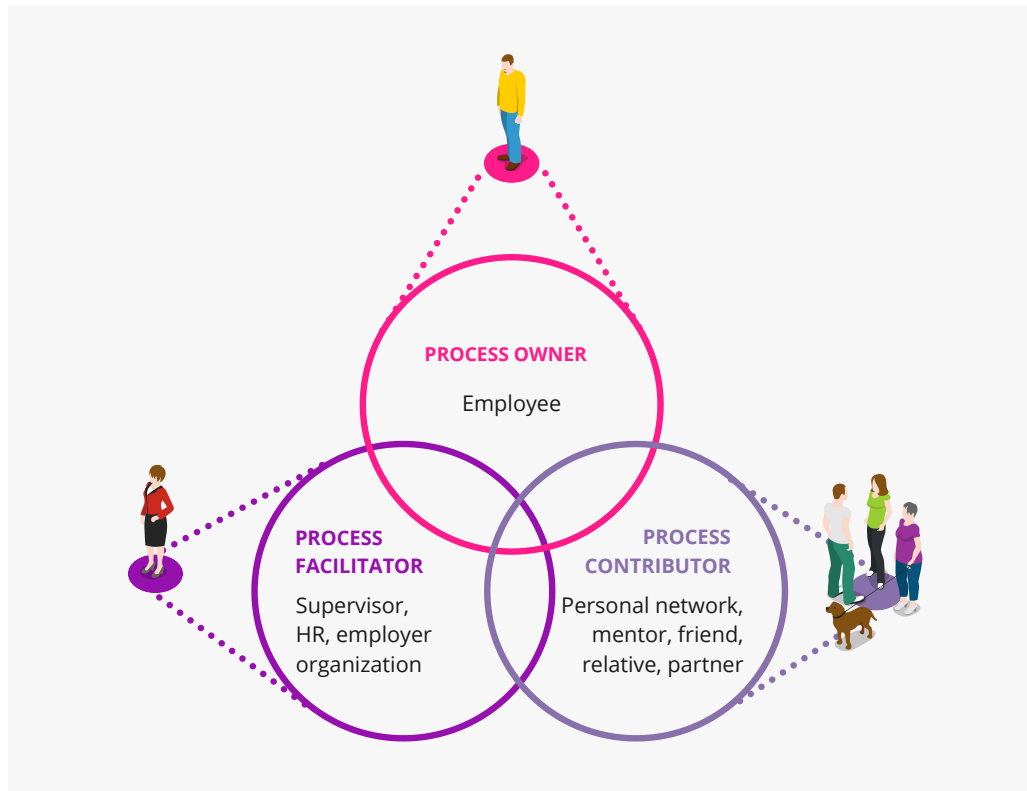 PROCESS OWNER
Employee
PROCESS
FACILITATOR
Supervisor,
HR, employer
organization
PROCESS
CONTRIBUTOR
Personal network,
mentor, friend,
relative, partner